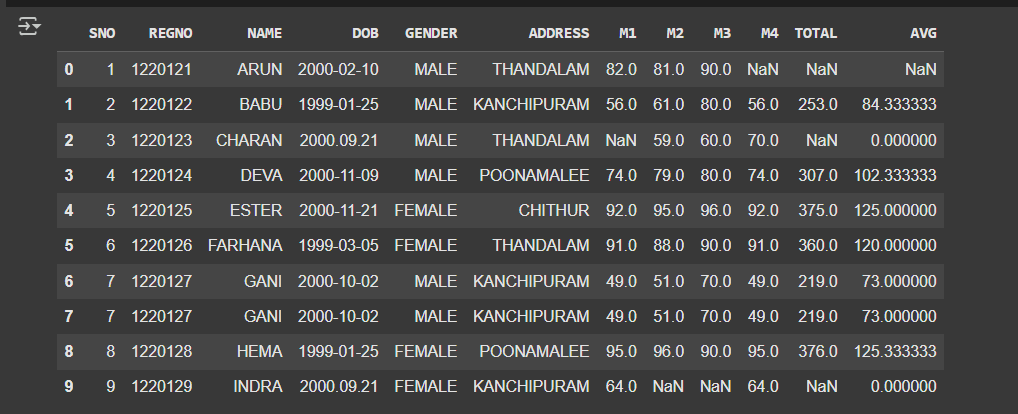 SNO REGNO NAME DOB GENDER ADDRESS M1 M2 M3 M4 TOTAL AVG
0 1 1220121 ARUN 2000-02-10 MALE THANDALAM 82.0 81.0 90.0 NaN NaN NaN
1 2 1220122 BABU 1999-01-25 MALE KANCHIPURAM 56.0 61.0 80.0 56.0 253.0 84.333333
2 3 1220123 CHARAN 2000.09.21 MALE THANDALAM NaN 59.0 60.0 70.0 NaN 0.000000
3 4 1220124 DEVA 2000-11-09 MALE POONAMALEE 74.0 79.0 80.0 74.0 307.0 102.333333
4 5 1220125 ESTER 2000-11-21 FEMALE CHITHUR 92.0 95.0 96.0 92.0 375.0 125.000000
5 6 1220126 FARHANA 1999-03-05 FEMALE THANDALAM 91.0 88.0 90.0 91.0 360.0 120.000000
6 7 1220127 GANI 2000-10-02 MALE KANCHIPURAM 49.0 51.0 70.0 49.0 219.0 73.000000
7 7 1220127 GANI 2000-10-02 MALE KANCHIPURAM 49.0 51.0 70.0 49.0 219.0 73.000000
8 8 1220128 HEMA 1999-01-25 FEMALE POONAMALEE 95.0 96.0 90.0 95.0 376.0 125.333333
9 9 1220129 INDRA 2000.09.21 FEMALE KANCHIPURAM 64.0 NaN NaN 64.0 NaN 0.000000